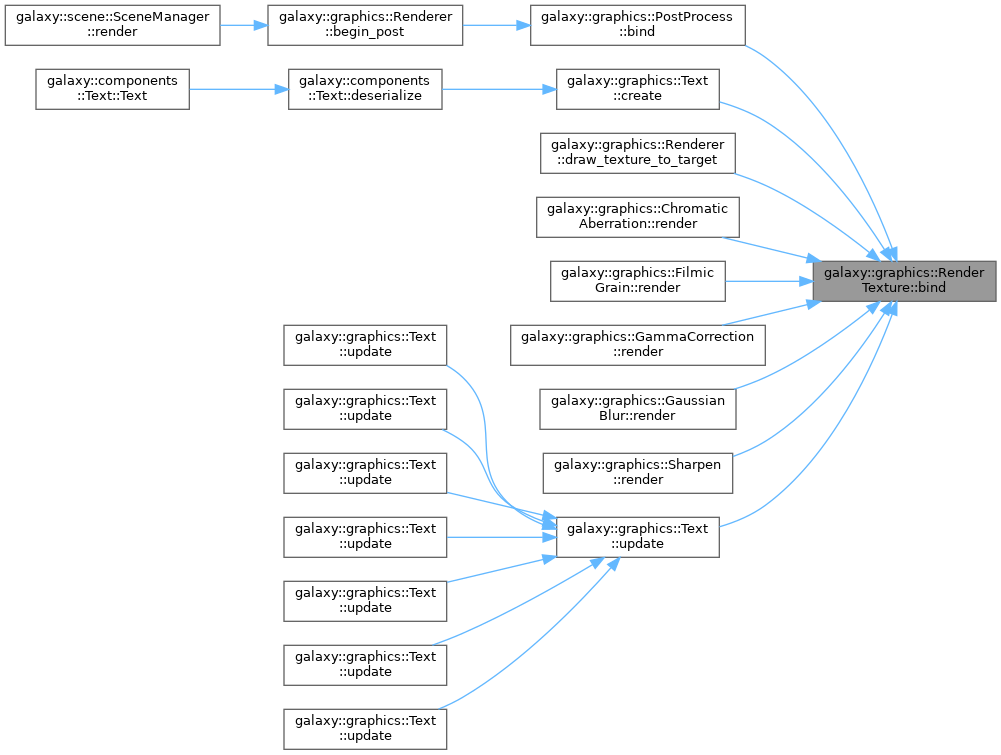 galaxy::scene::SceneManager
::render
galaxy::graphics::Renderer
::begin_post
galaxy::graphics::PostProcess
::bind
galaxy::components
::Text::Text
galaxy::components
::Text::deserialize
galaxy::graphics::Text
::create
galaxy::graphics::Renderer
::draw_texture_to_target
galaxy::graphics::Chromatic
Aberration::render
galaxy::graphics::Render
Texture::bind
galaxy::graphics::Filmic
Grain::render
galaxy::graphics::GammaCorrection
::render
galaxy::graphics::Text
::update
galaxy::graphics::Gaussian
Blur::render
galaxy::graphics::Text
::update
galaxy::graphics::Sharpen
::render
galaxy::graphics::Text
::update
galaxy::graphics::Text
::update
galaxy::graphics::Text
::update
galaxy::graphics::Text
::update
galaxy::graphics::Text
::update
galaxy::graphics::Text
::update